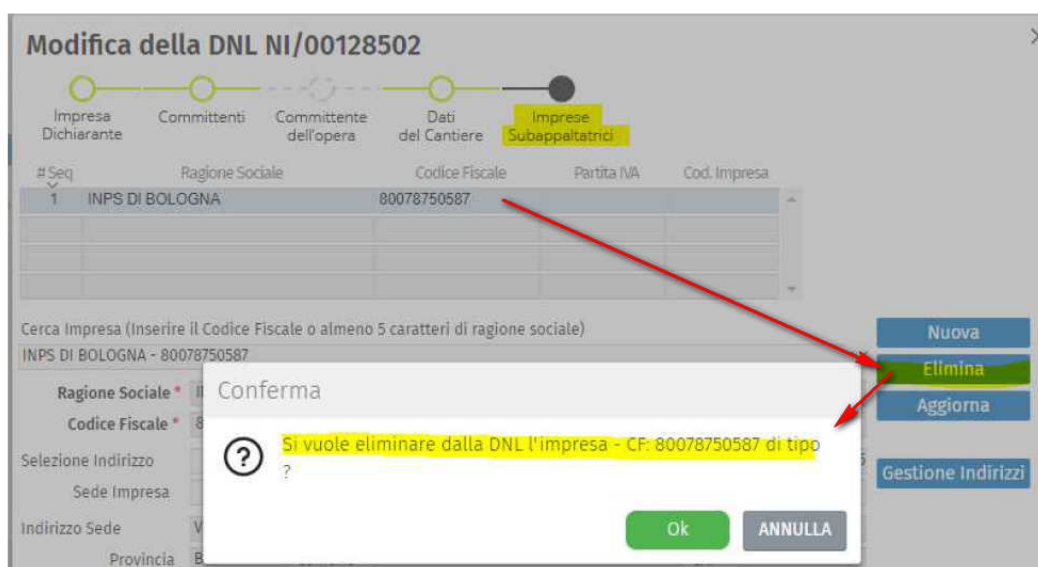 Modifica della DNL NI/00128502
Impresa Dichiarante
Committenti
Committente dell'opera
Dati del Cantiere
Imprese Subappaltatrici
# Seq Ragione Sociale Codice Fiscale Partita IVA Cod. Impresa
1 INPS DI BOLOGNA 80078750587
Cerca Impresa (Inserire il Codice Fiscale o almeno 5 caratteri di ragione sociale)
Nuova
INPS DI BOLOGNA - 80078750587
Elimina
Ragione Sociale *
Aggiorna
Codice Fiscale * 8
Conferma
Si vuole eliminare dalla DNL l'impresa - CF: 80078750587 di tipo
?
Selezione Indirizzo
Gestione Indirizzi
Sede Impresa
Ok ANNULLA
Indirizzo Sede V
Provincia B